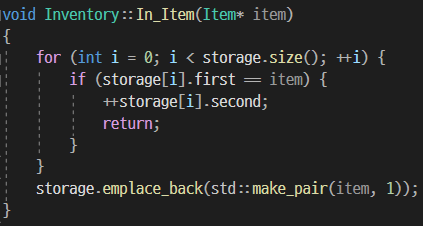 void Inventory::In_Item(Item* item)
{
    for (int i = 0; i < storage.size(); ++i) {
        if (storage[i].first == item) {
            ++storage[i].second;
            return;
        }
    }
    storage.emplace_back(std::make_pair(item, 1));
}